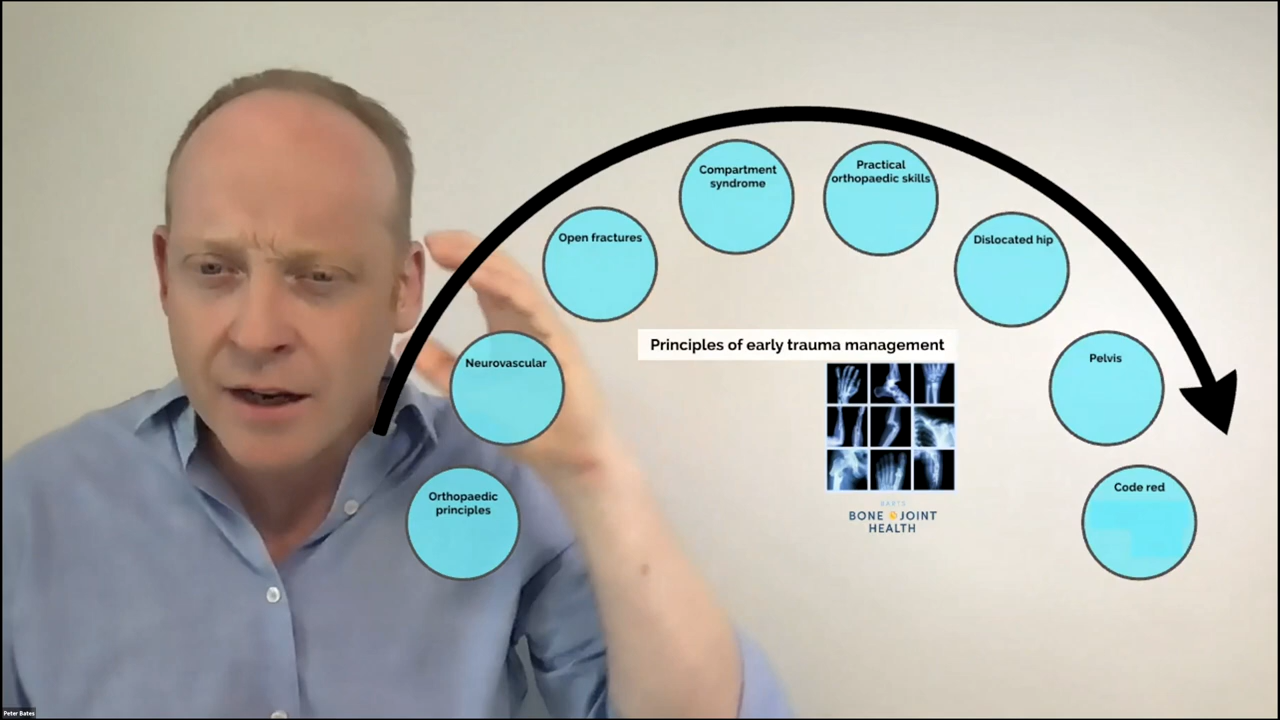 Compartment
syndrome
Practical
orthopaedic skills
Open fractures
Dislocated hip
Neurovascular
Principles of early trauma management
Pelvis
Orthopaedic
principles
Code red
BARTS
BONE JOINT
HEALTH
Peter Bates